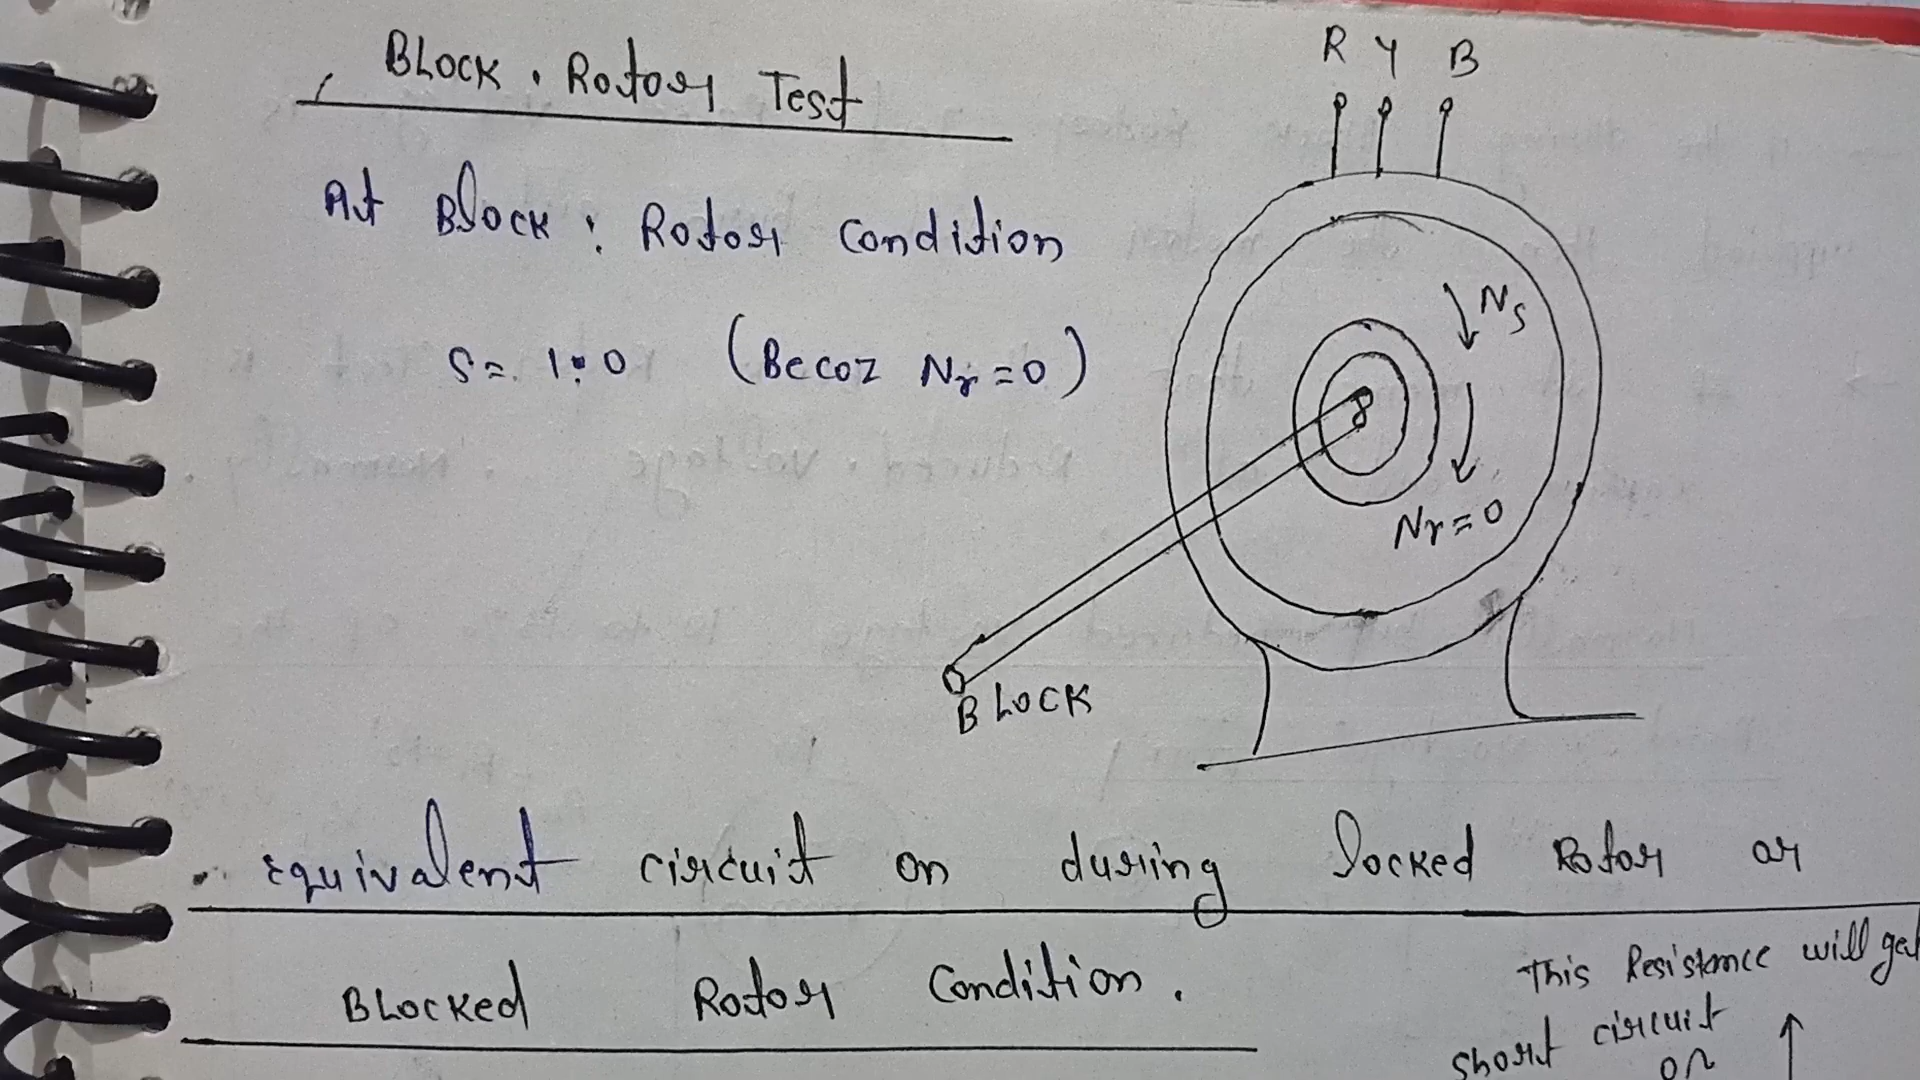 Block. Rotor Test
R Y B
At Block: Rotor condition
S = 1.0 (Becoz Nr = 0)
Ns
Nr = 0
BLOCK
equivalent circuit on during locked Rotor or
Blocked Rotor Condition.
This Resistance will get
short circuit
on